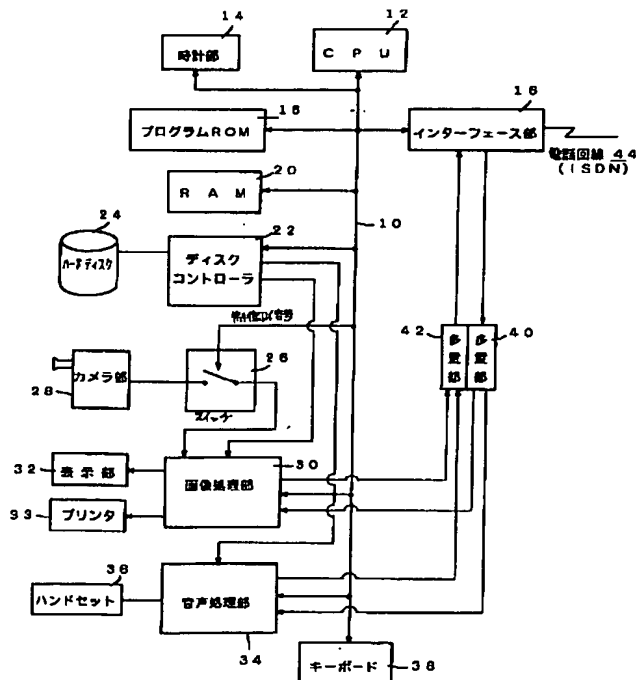 14
12
時計部
CPU
16
16
プログラムROM
インターフェース部
電話回線 44
(ISDN)
20
RAM
10
24
22
ハードディスク
ディスク
コントローラ
42
40
多重部
多重部
26
28
カメラ部
スイッチ
30
32
表示部
画像処理部
33
プリンタ
36
ハンドセット
音声処理部
34
キーボード
38